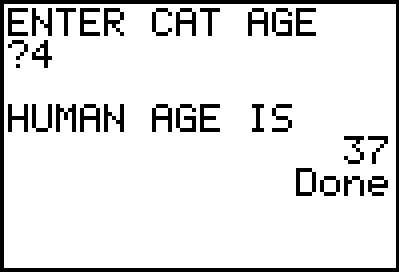 ENTER CAT AGE
?4
HUMAN AGE IS
37
Done